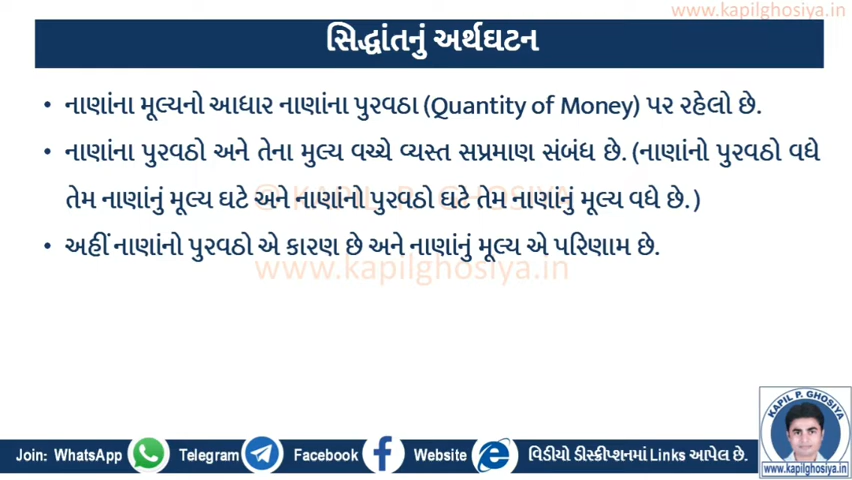 www.kapilghosiya.in
સિદ્ધાંતનું અર્થઘટન
• નાણાંના મૂલ્યનો આધાર નાણાંના પુરવઠા (Quantity of Money) પર રહેલો છે.
• નાણાંના પુરવઠો અને તેના મુલ્ય વચ્ચે વ્યસ્ત સપ્રમાણ સંબંધ છે. (નાણાંનો પુરવઠો વધે
તેમ નાણાંનું મૂલ્ય ઘટે અને નાણાંનો પુરવઠો ઘટે તેમ નાણાંનું મૂલ્ય વધે છે. )
© KAPIL P. GHOSIYA
• અહીં નાણાંનો પુરવઠો એ કારણ છે અને નાણાંનું મૂલ્ય એ પરિણામ છે.
www.kapilghosiya.in
KAPIL P. GHOSIYA
Join: WhatsApp Telegram Facebook Website વિડીયો ડીસ્ક્રીપ્શનમાં Links આપેલ છે.
www.kapilghosiya.in